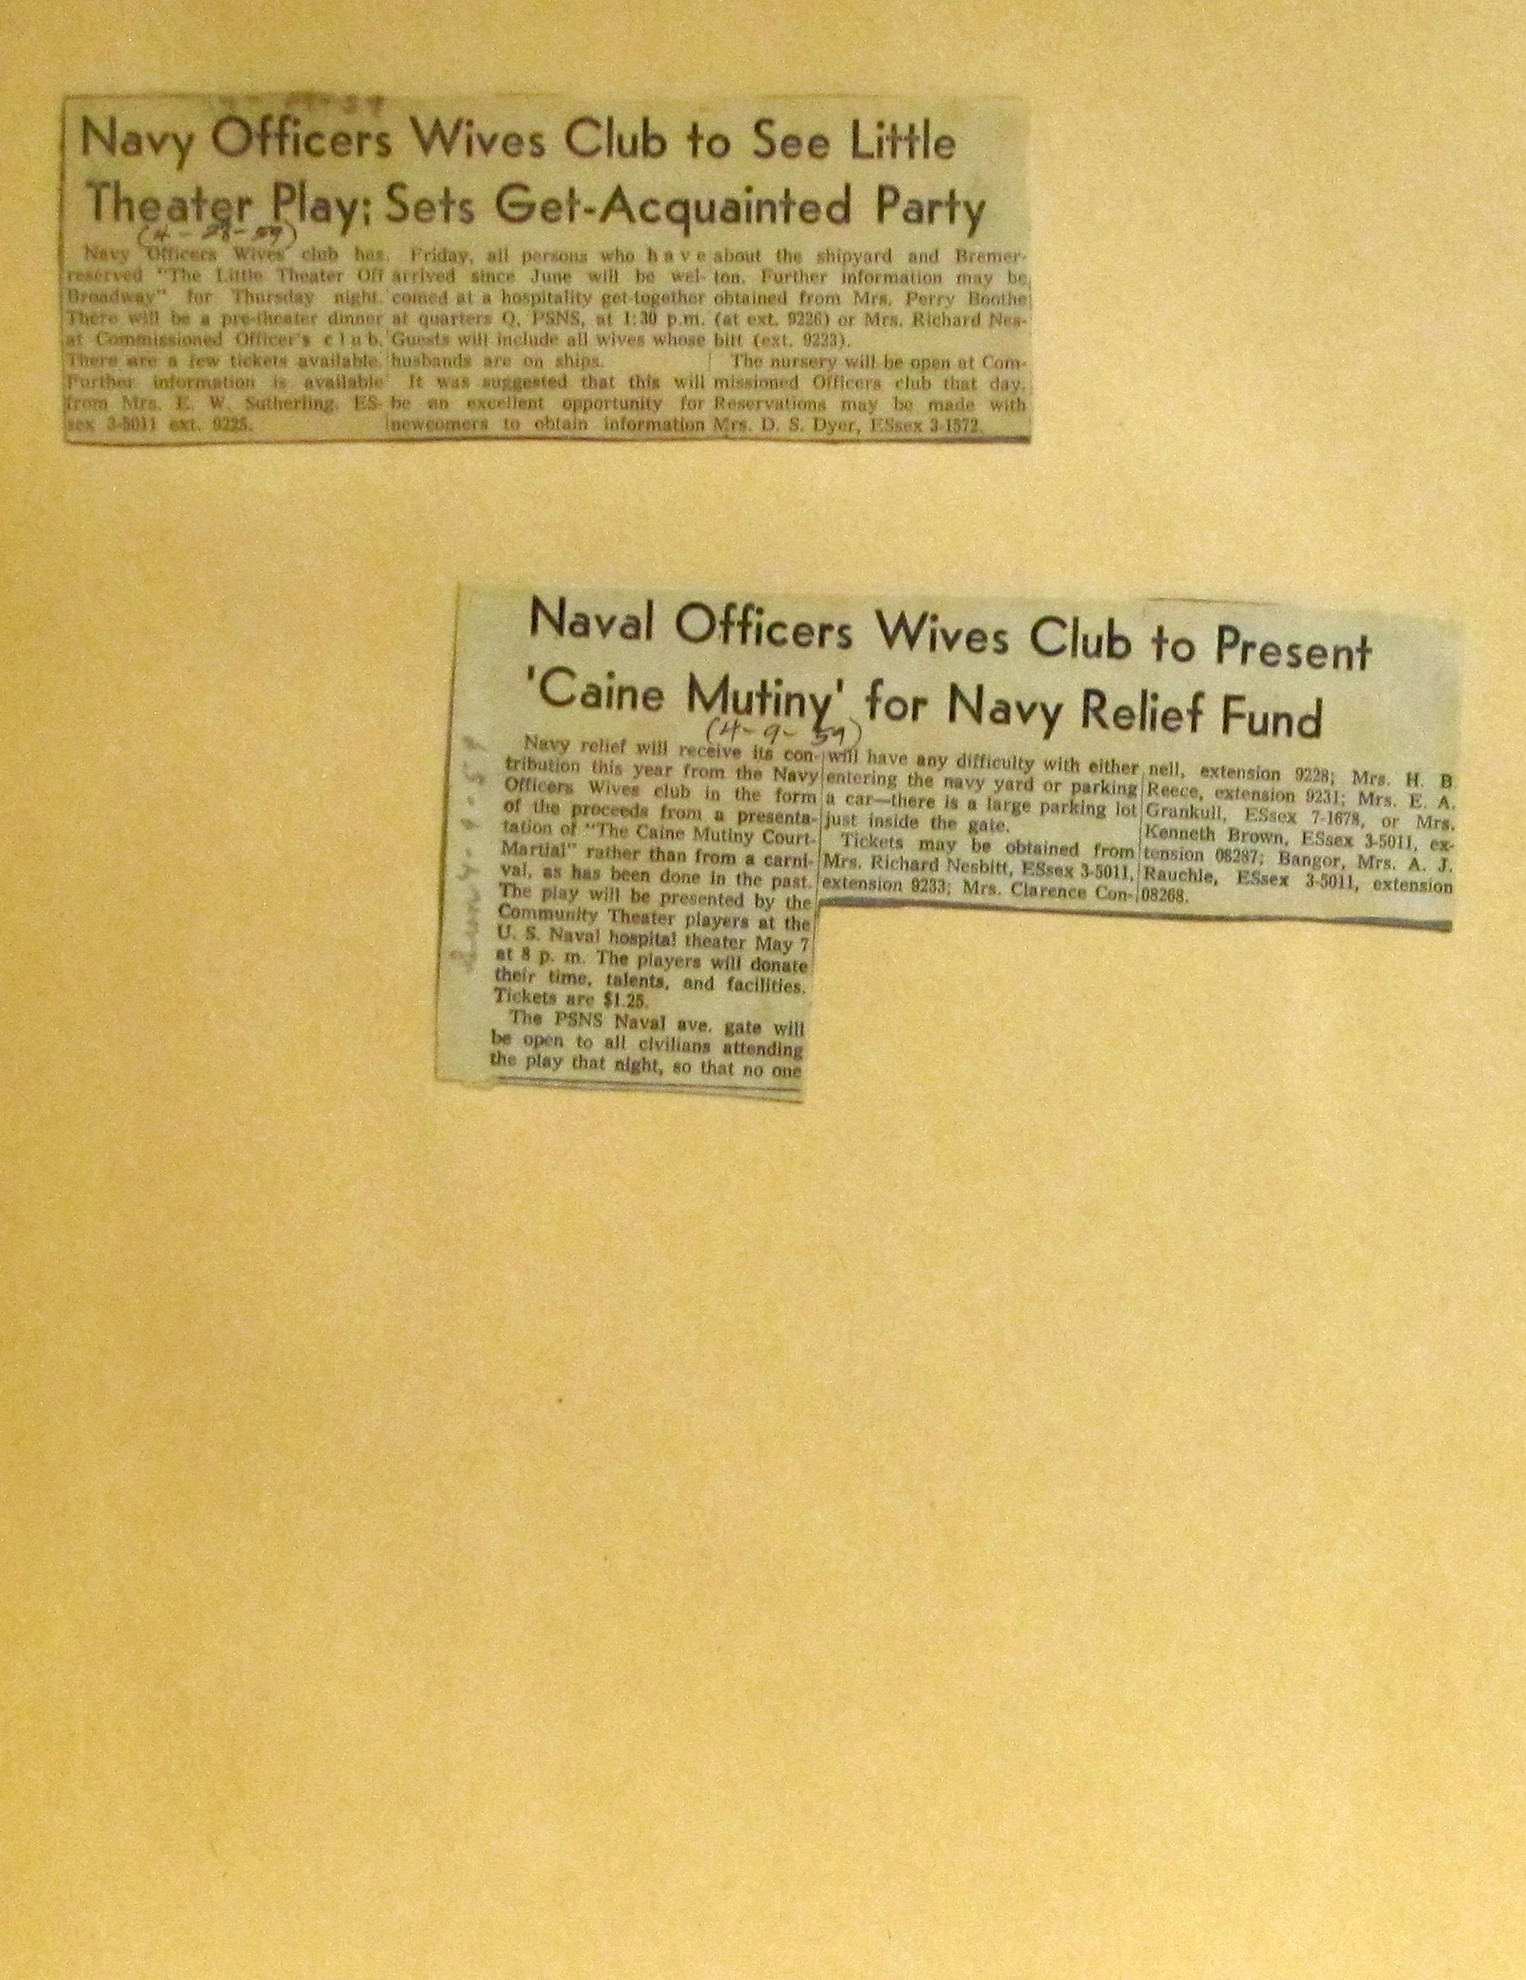 Navy Officers Wives Club to See Little
Theater Play; Sets Get-Acquainted Party
(4-28-59)
Navy Officers Wives club has
reserved "The Little Theater Off
Broadway" for Thursday night.
There will be a pre-theater dinner
at Commissioned Officer's club.
There are a few tickets available.
Further information is available
from Mrs. E. W. Sutherling, ES-
sex 3-5011 ext. 9225.
Friday, all persons who have
arrived since June will be wel-
comed at a hospitality get-together
at quarters Q, PSNS, at 1:30 p.m.
Guests will include all wives whose
husbands are on ships.
It was suggested that this will
be an excellent opportunity for
newcomers to obtain information
about the shipyard and Bremer-
ton. Further information may be
obtained from Mrs. Perry Boothe
(at ext. 9226) or Mrs. Richard Nes-
bitt (ext. 9223).
The nursery will be open at Com-
missioned Officers club that day.
Reservations may be made with
Mrs. D. S. Dyer, ESsex 3-1572.
Naval Officers Wives Club to Present
'Caine Mutiny' for Navy Relief Fund
(4-9-59)
Navy relief will receive its con-
tribution this year from the Navy
Officers Wives club in the form
of the proceeds from a presenta-
tation of "The Caine Mutiny Court-
Martial" rather than from a carni-
val, as has been done in the past.
The play will be presented by the
Community Theater players at the
U. S. Naval hospital theater May 7
at 8 p. m. The players will donate
their time, talents, and facilities.
Tickets are $1.25.
The PSNS Naval ave. gate will
be open to all civilians attending
the play that night, so that no one
will have any difficulty with either
entering the navy yard or parking
a car—there is a large parking lot
just inside the gate.
Tickets may be obtained from
Mrs. Richard Nesbitt, ESsex 3-5011,
extension 9233; Mrs. Clarence Con-
nell, extension 9228; Mrs. H. B
Reece, extension 9231; Mrs. E. A.
Grankull, ESsex 7-1678, or Mrs.
Kenneth Brown, ESsex 3-5011, ex-
tension 08287; Bangor, Mrs. A. J.
Rauchle, ESsex 3-5011, extension
08268.